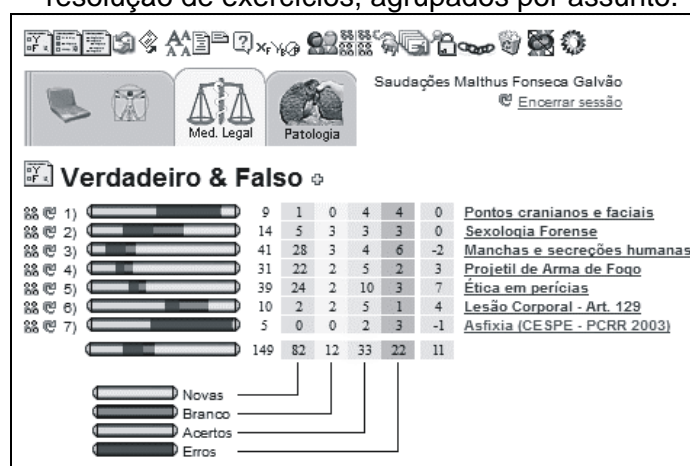 resolução de exercícios, agrupados por assunto.
Saudações Malthus Fonseca Galvão
Encerrar sessão
Med. Legal
Patologia
Verdadeiro & Falso
1) 9 1 0 4 4 0 Pontos cranianos e faciais
2) 14 5 3 3 3 0 Sexologia Forense
3) 41 28 3 4 6 -2 Manchas e secreções humanas
4) 31 22 2 5 2 3 Projetil de Arma de Fogo
5) 39 24 2 10 3 7 Ética em perícias
6) 10 2 2 5 1 4 Lesão Corporal - Art. 129
7) 5 0 0 2 3 -1 Asfixia (CESPE - PCRR 2003)
149 82 12 33 22 11
Novas
Branco
Acertos
Erros